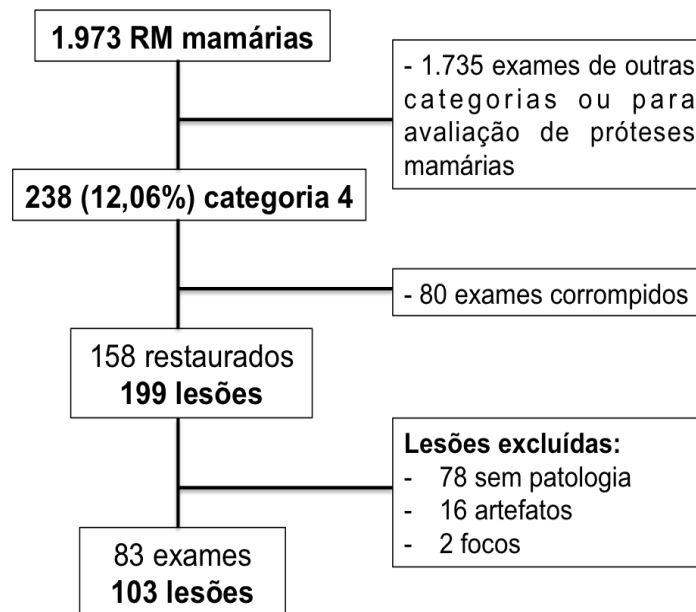 1.973 RM mamárias
- 1.735 exames de outras
categorias ou para
avaliação de próteses
mamárias
238 (12,06%) categoria 4
- 80 exames corrompidos
158 restaurados
199 lesões
Lesões excluídas:
- 78 sem patologia
- 16 artefatos
- 2 focos
83 exames
103 lesões